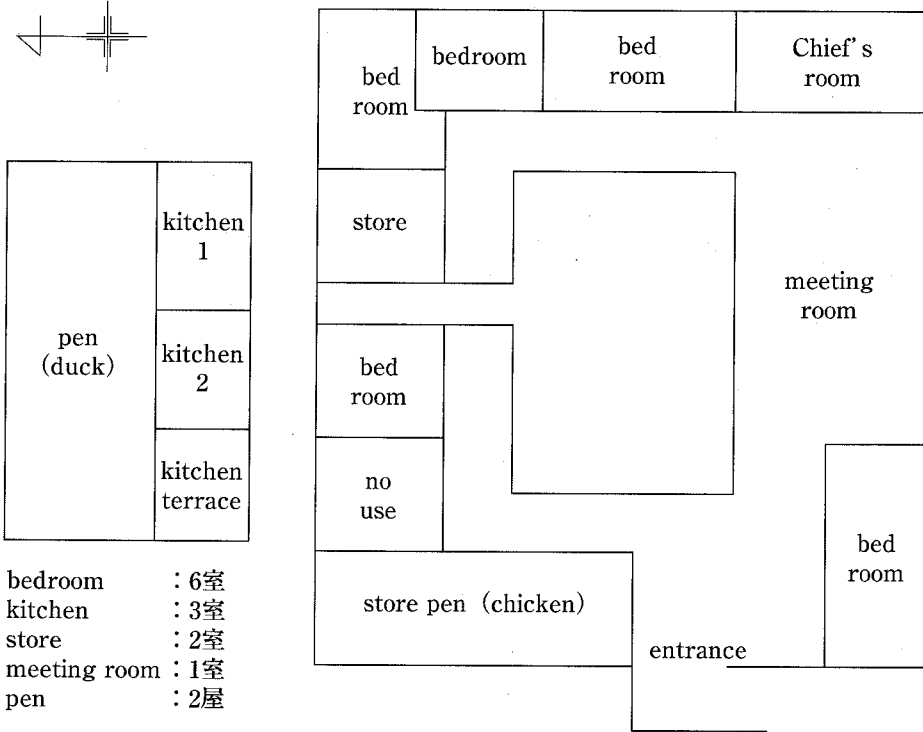 bed
room
bedroom
bed
room
Chief's
room
kitchen
1
store
meeting
room
pen
(duck)
kitchen
2
bed
room
kitchen
terrace
no
use
bed
room
store pen (chicken)
entrance
bedroom :6室
kitchen :3室
store :2室
meeting room :1室
pen :2屋